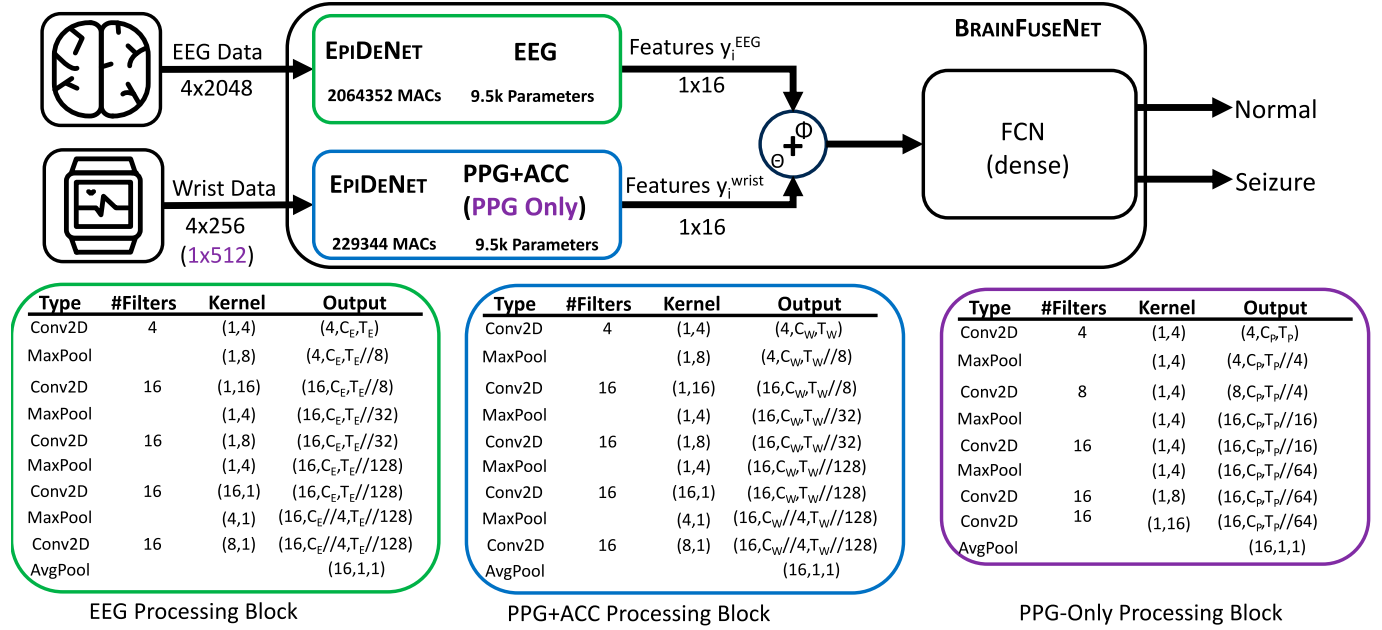 BRAINFUSENET
EEG Data
4x2048
EPIDENET EEG
2064352 MACs 9.5k Parameters
Features yᵢᴱᴱᴳ
1x16
Φ
+
Θ
FCN
(dense)
Normal
Seizure
Wrist Data
4x256
(1x512)
EPIDENET PPG+ACC
(PPG Only)
229344 MACs 9.5k Parameters
Features yᵢʷʳⁱˢᵗ
1x16
Type #Filters Kernel Output
Conv2D 4 (1,4) (4,C_E,T_E)
MaxPool (1,8) (4,C_E,T_E//8)
Conv2D 16 (1,16) (16,C_E,T_E//8)
MaxPool (1,4) (16,C_E,T_E//32)
Conv2D 16 (1,8) (16,C_E,T_E//32)
MaxPool (1,4) (16,C_E,T_E//128)
Conv2D 16 (16,1) (16,C_E,T_E//128)
MaxPool (4,1) (16,C_E//4,T_E//128)
Conv2D 16 (8,1) (16,C_E//4,T_E//128)
AvgPool (16,1,1)
EEG Processing Block
Type #Filters Kernel Output
Conv2D 4 (1,4) (4,C_W,T_W)
MaxPool (1,8) (4,C_W,T_W//8)
Conv2D 16 (1,16) (16,C_W,T_W//8)
MaxPool (1,4) (16,C_W,T_W//32)
Conv2D 16 (1,8) (16,C_W,T_W//32)
MaxPool (1,4) (16,C_W,T_W//128)
Conv2D 16 (16,1) (16,C_W,T_W//128)
MaxPool (4,1) (16,C_W//4,T_W//128)
Conv2D 16 (8,1) (16,C_W//4,T_W//128)
AvgPool (16,1,1)
PPG+ACC Processing Block
Type #Filters Kernel Output
Conv2D 4 (1,4) (4,C_P,T_P)
MaxPool (1,4) (4,C_P,T_P//4)
Conv2D 8 (1,4) (8,C_P,T_P//4)
MaxPool (1,4) (16,C_P,T_P//16)
Conv2D 16 (1,4) (16,C_P,T_P//16)
MaxPool (1,4) (16,C_P,T_P//64)
Conv2D 16 (1,8) (16,C_P,T_P//64)
Conv2D 16 (1,16) (16,C_P,T_P//64)
AvgPool (16,1,1)
PPG-Only Processing Block